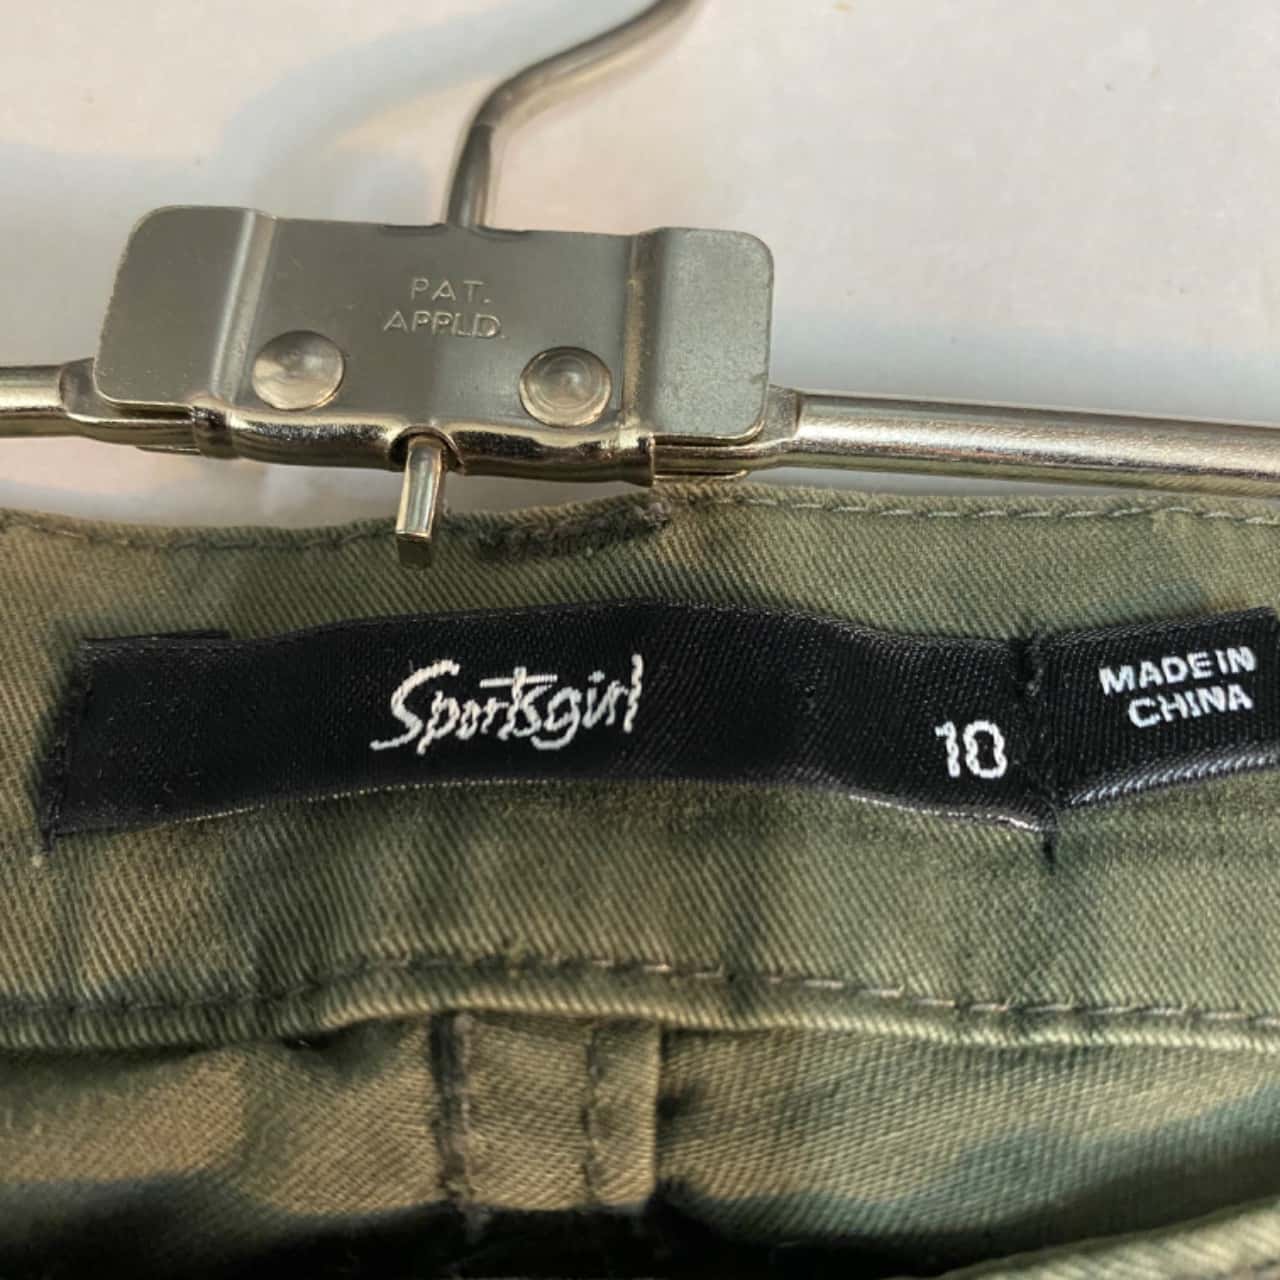 PAT.
APPLD.
Sportsgirl
10
MADE IN
CHINA